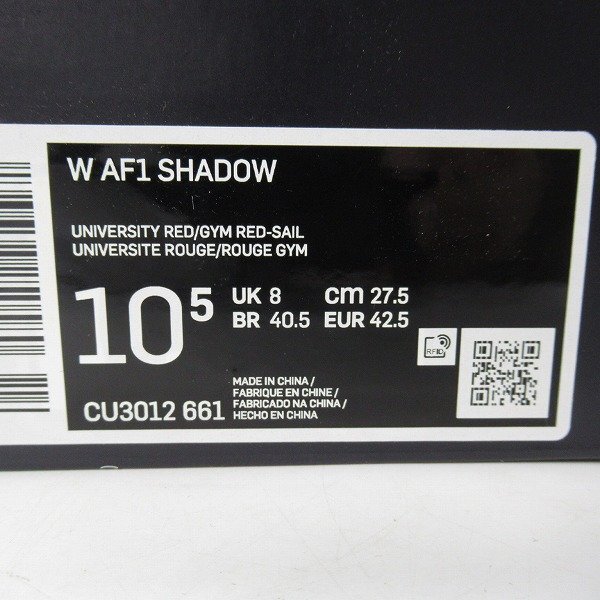 W AF1 SHADOW
UNIVERSITY RED/GYM RED-SAIL
UNIVERSITE ROUGE/ROUGE GYM
10 5 UK 8 cm 27.5
BR 40.5 EUR 42.5
RFID
CU3012 661
MADE IN CHINA /
FABRIQUE EN CHINE /
FABRICADO NA CHINA /
HECHO EN CHINA